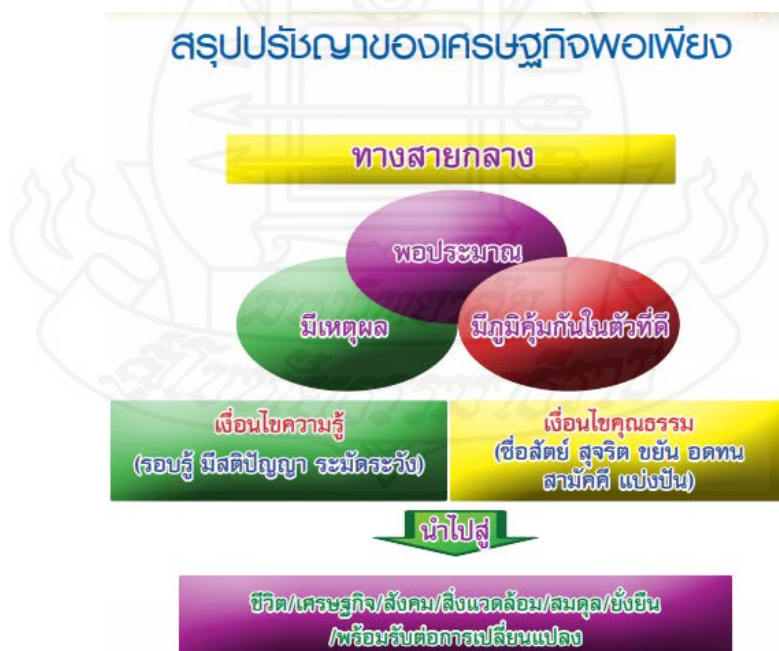 สรุปปรัชญาของเศรษฐกิจพอเพียง
ทางสายกลาง
พอประมาณ
มีเหตุผล
มีภูมิคุ้มกันในตัวที่ดี
เงื่อนไขความรู้
(รอบรู้ มีสติปัญญา ระมัดระวัง)
เงื่อนไขคุณธรรม
(ซื่อสัตย์ สุจริต ขยัน อดทน
สามัคคี แบ่งปัน)
นำไปสู่
ชีวิต/เศรษฐกิจ/สังคม/สิ่งแวดล้อม/สมดุล/ยั่งยืน
/พร้อมรับต่อการเปลี่ยนแปลง